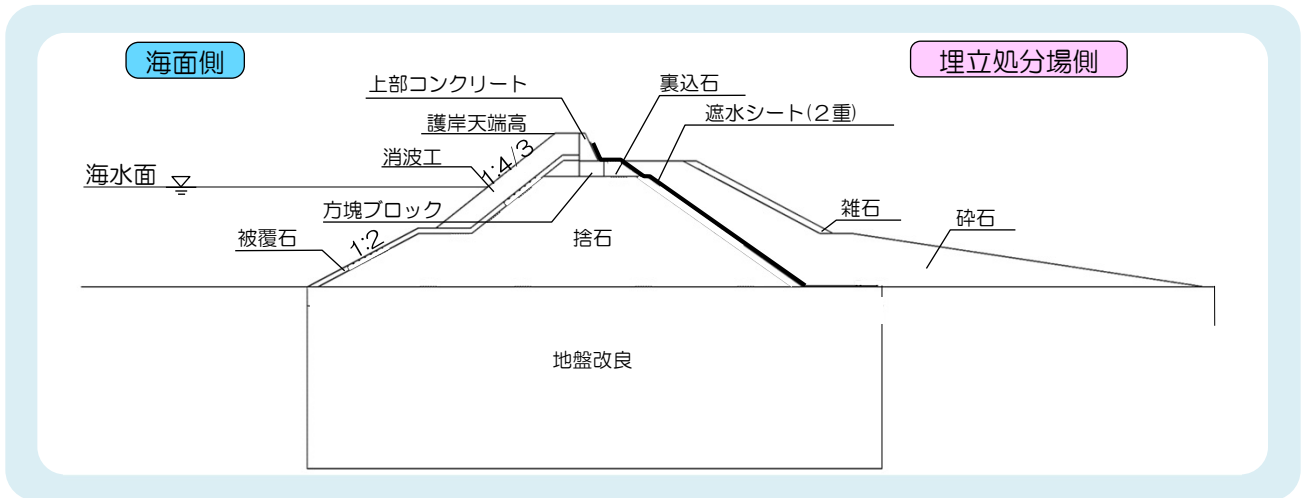 海面側
埋立処分場側
上部コンクリート
裏込石
遮水シート(2重)
護岸天端高
1:4/3
消波工
海水面
方塊ブロック
雑石
被覆石
1:2
捨石
砕石
地盤改良